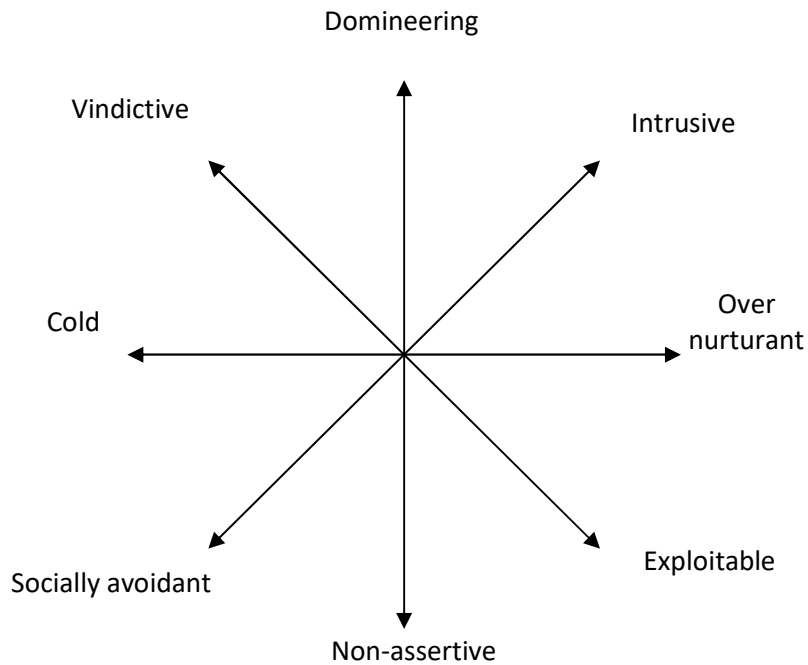 Domineering
Vindictive
Intrusive
Cold
Over
nurturant
Socially avoidant
Exploitable
Non-assertive